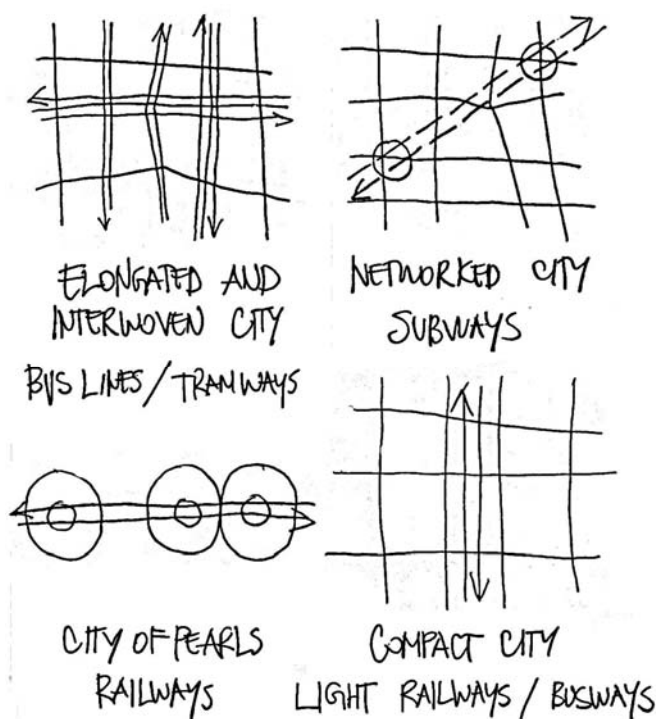 ELONGATED AND
INTERWOVEN CITY
BUS LINES / TRAMWAYS
NETWORKED CITY
SUBWAYS
CITY OF PEARLS
RAILWAYS
COMPACT CITY
LIGHT RAILWAYS / BUSWAYS